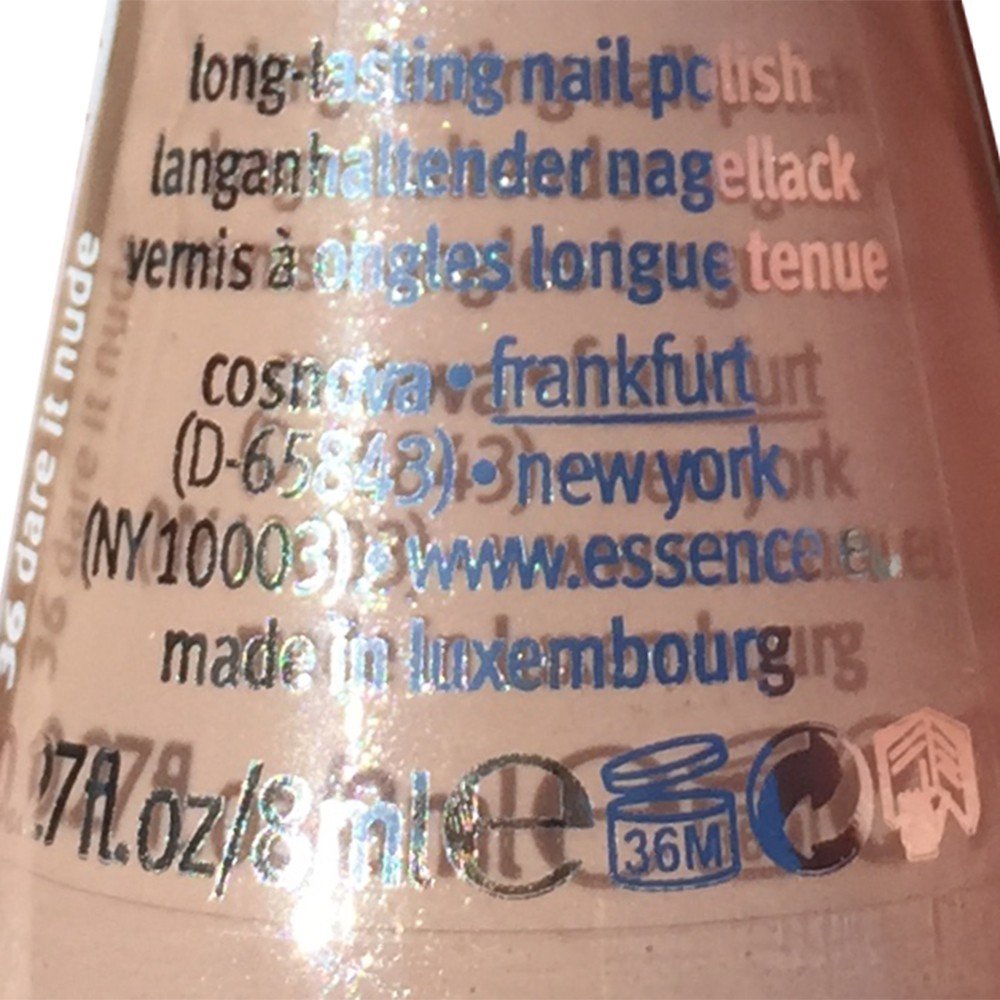 long-lasting nail polish
langanhaltender nagellack
vernis à ongles longue tenue
cosnova • frankfurt
(D-65843) • new york
(NY10003) • www.essence.eu
made in luxembourg
.27fl.oz/8ml e 36M
36 dare it nude